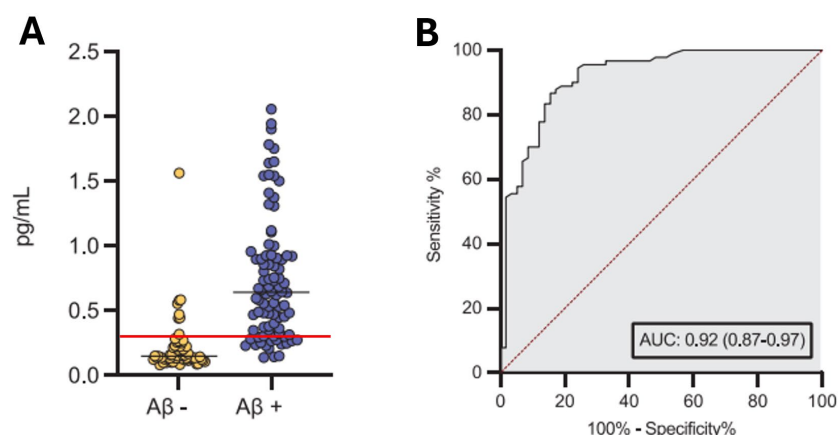 A
2.5
2.0
1.5
1.0
0.5
0.0
pg/mL
Aβ -
Aβ +
B
100
80
60
40
20
0
Sensitivity %
AUC: 0.92 (0.87-0.97)
0 20 40 60 80 100
100% - Specificity%